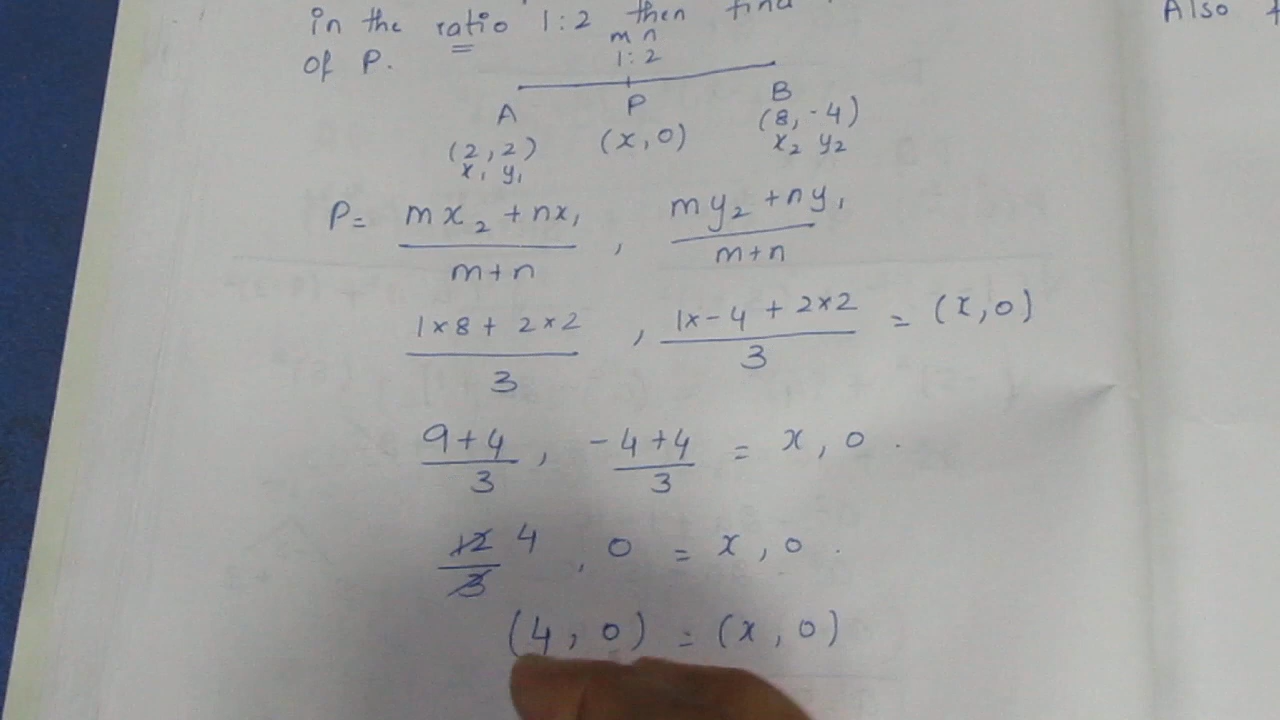 in the ratio 1:2 then find
Also
of P.
m n
1:2
A P B
(2,2) (x,0) (8,-4)
x₁ y₁ x₂ y₂
P= mx₂ + nx₁ / m+n , my₂ + ny₁ / m+n
1×8 + 2×2 / 3 , 1×-4 + 2×2 / 3 = (x,0)
9+4 / 3 , -4+4 / 3 = x, 0.
12/3 4 , 0 = x, 0.
(4, 0) = (x, 0)